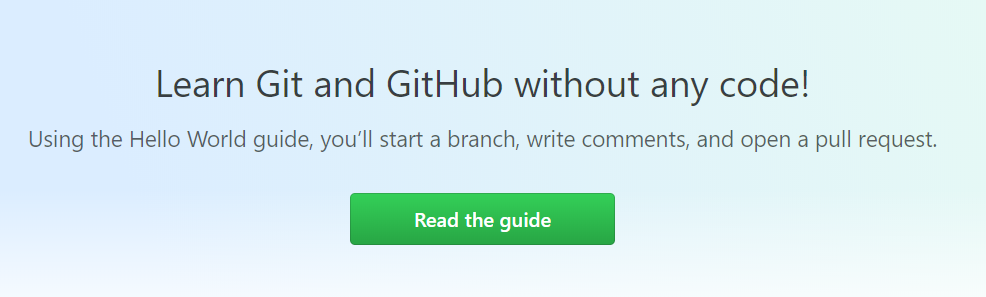 Learn Git and GitHub without any code!
Using the Hello World guide, you’ll start a branch, write comments, and open a pull request.
Read the guide